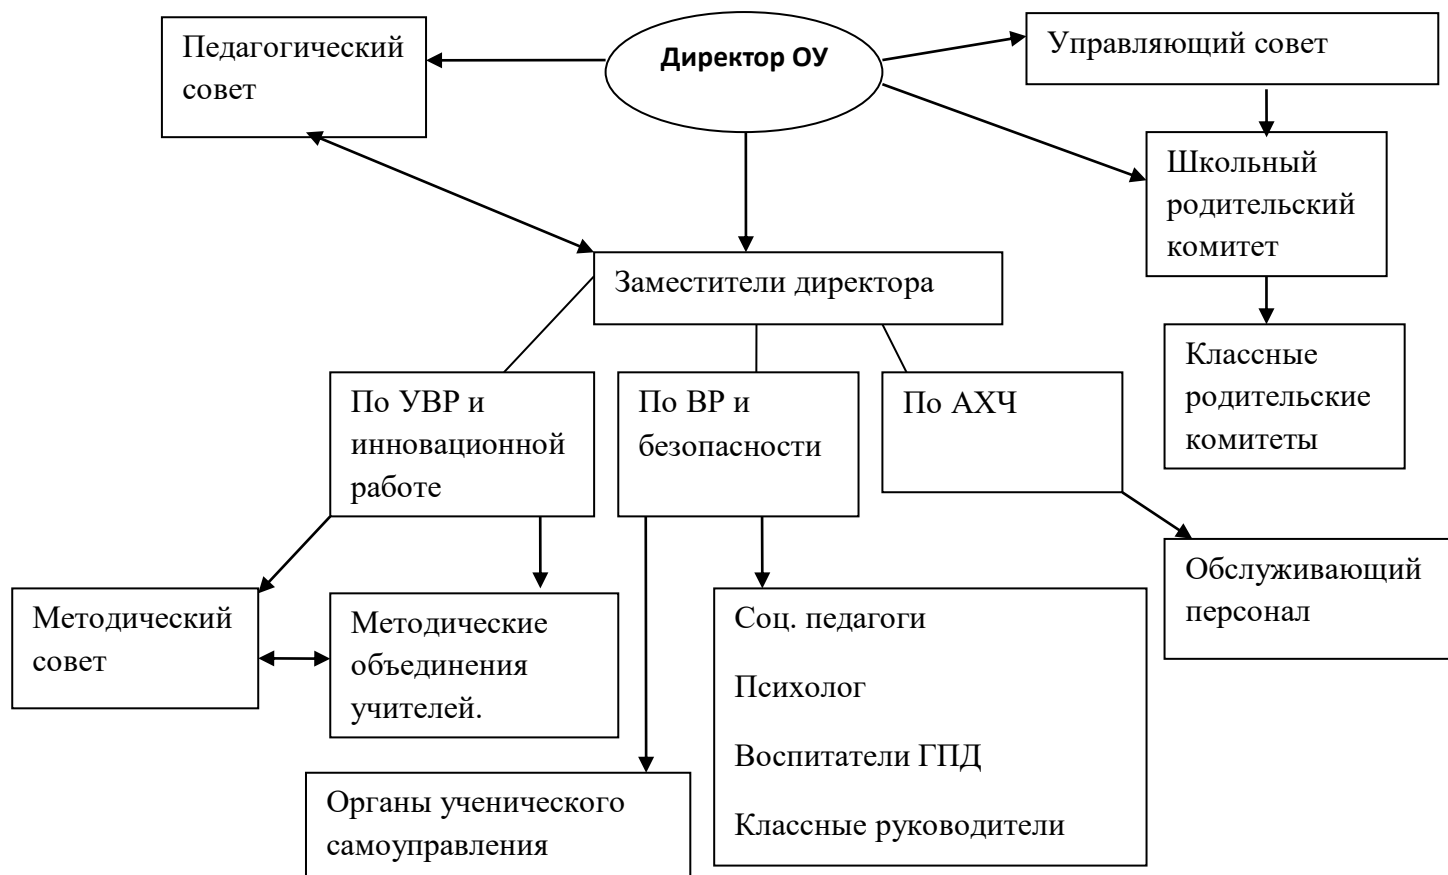 Педагогический
совет
Директор ОУ
Управляющий совет
Школьный
родительский
комитет
Заместители директора
Классные
родительские
комитеты
По УВР и
инновационной
работе
По ВР и
безопасности
По АХЧ
Обслуживающий
персонал
Методический
совет
Методические
объединения
учителей.
Соц. педагоги
Психолог
Воспитатели ГПД
Классные руководители
Органы ученического
самоуправления